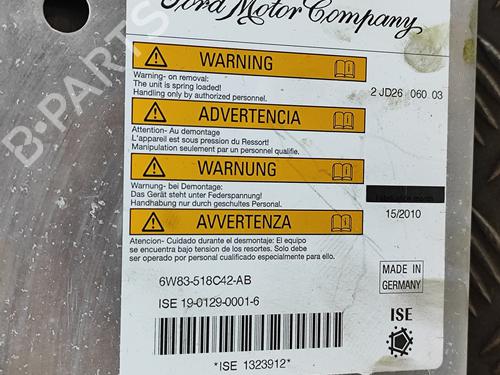 Ford Motor Company
WARNING
Warning- on removal:
The unit is spring loaded!
Handling only by authorized personnel.
2 JD26 060 03
ADVERTENCIA
Attention- Au demontage
L'appareil est sous pression du Ressort!
Manipulation seulement par un personnel qualifie.
WARNUNG
Warnung- bei Demontage:
Das Gerät steht unter Federspannung!
Handhabung nur durch geschultes Personal.
15/2010
AVVERTENZA
Atencion- Cuidado durante el desmontaje: El equipo
se encuentra bajo tension de los resortes. Solo debe
ser operado por personal cualificado especialmente para ello.
6W83-518C42-AB
ISE 19-0129-0001-6
MADE IN
GERMANY
ISE
*ISE 1323912*
B-PARTS